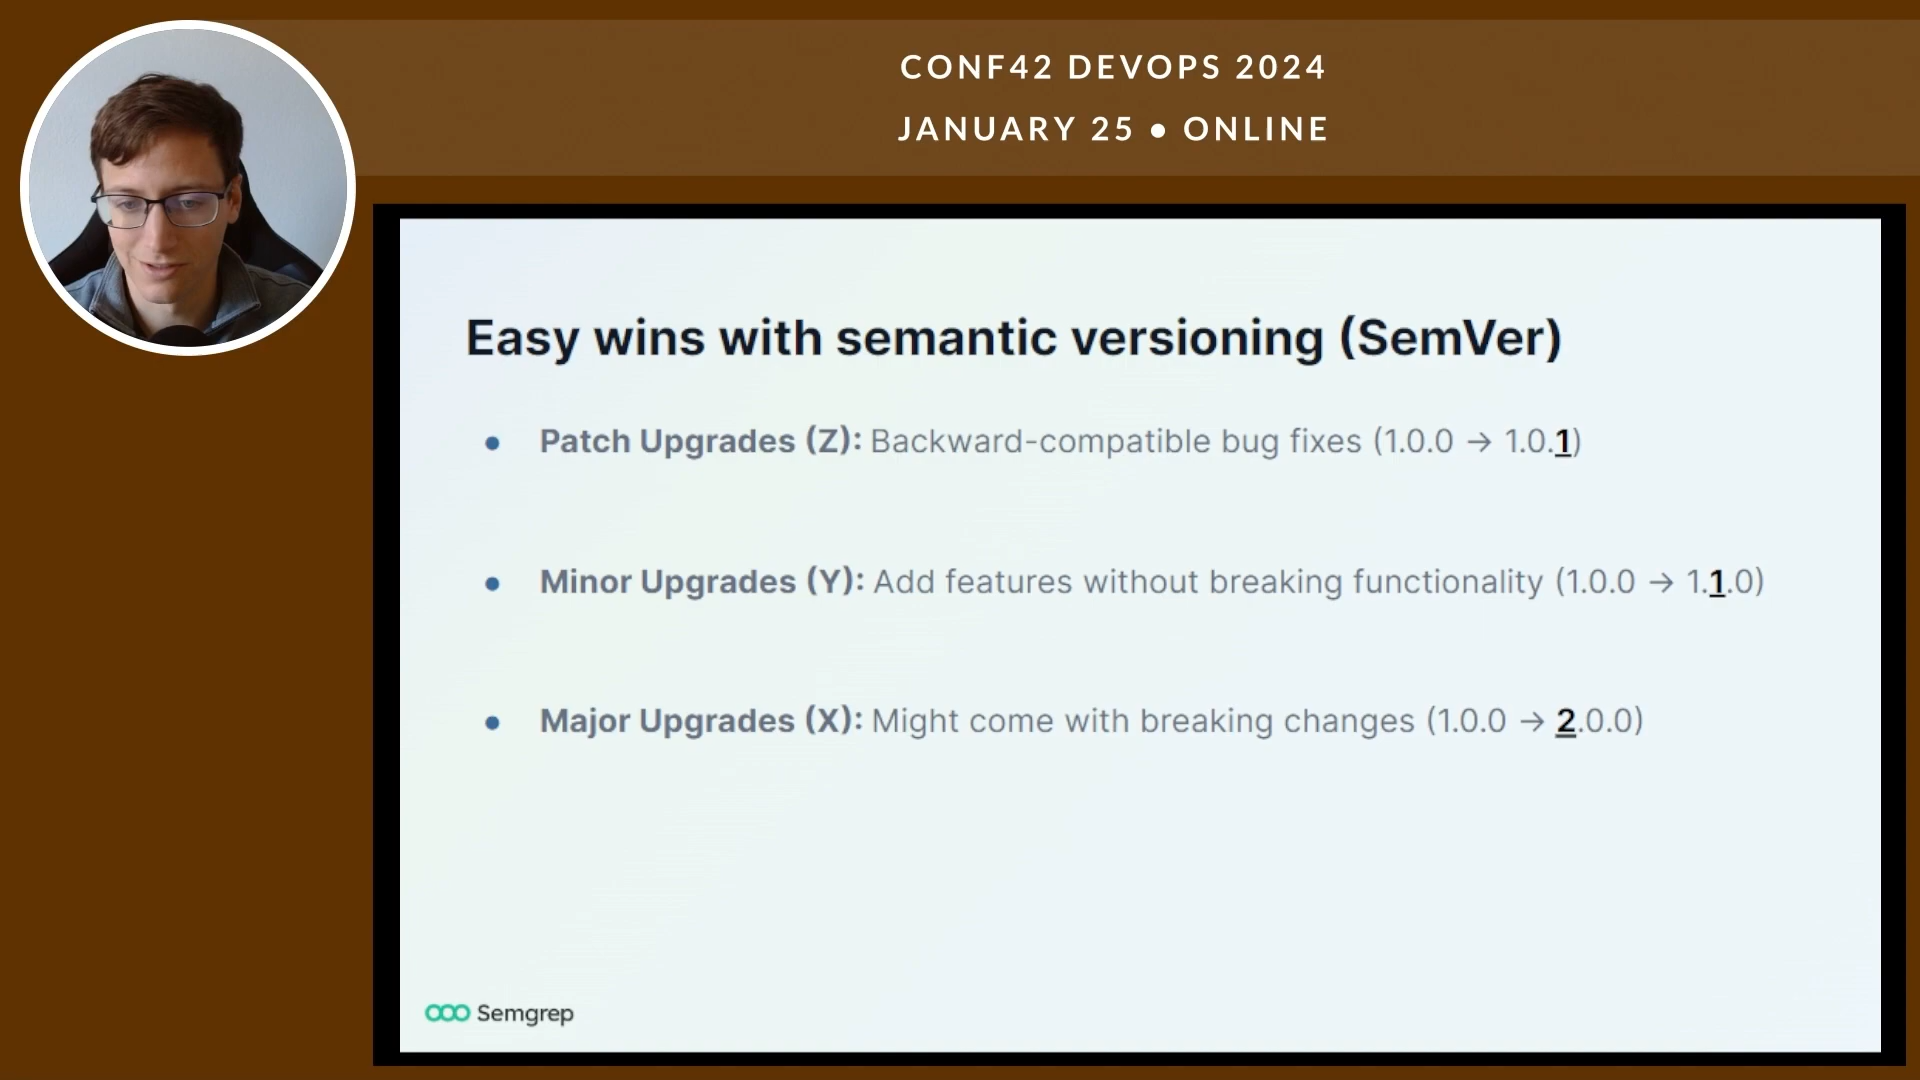 CONF42 DEVOPS 2024
JANUARY 25 • ONLINE
Easy wins with semantic versioning (SemVer)
● Patch Upgrades (Z): Backward-compatible bug fixes (1.0.0 → 1.0.1)
● Minor Upgrades (Y): Add features without breaking functionality (1.0.0 → 1.1.0)
● Major Upgrades (X): Might come with breaking changes (1.0.0 → 2.0.0)
Semgrep